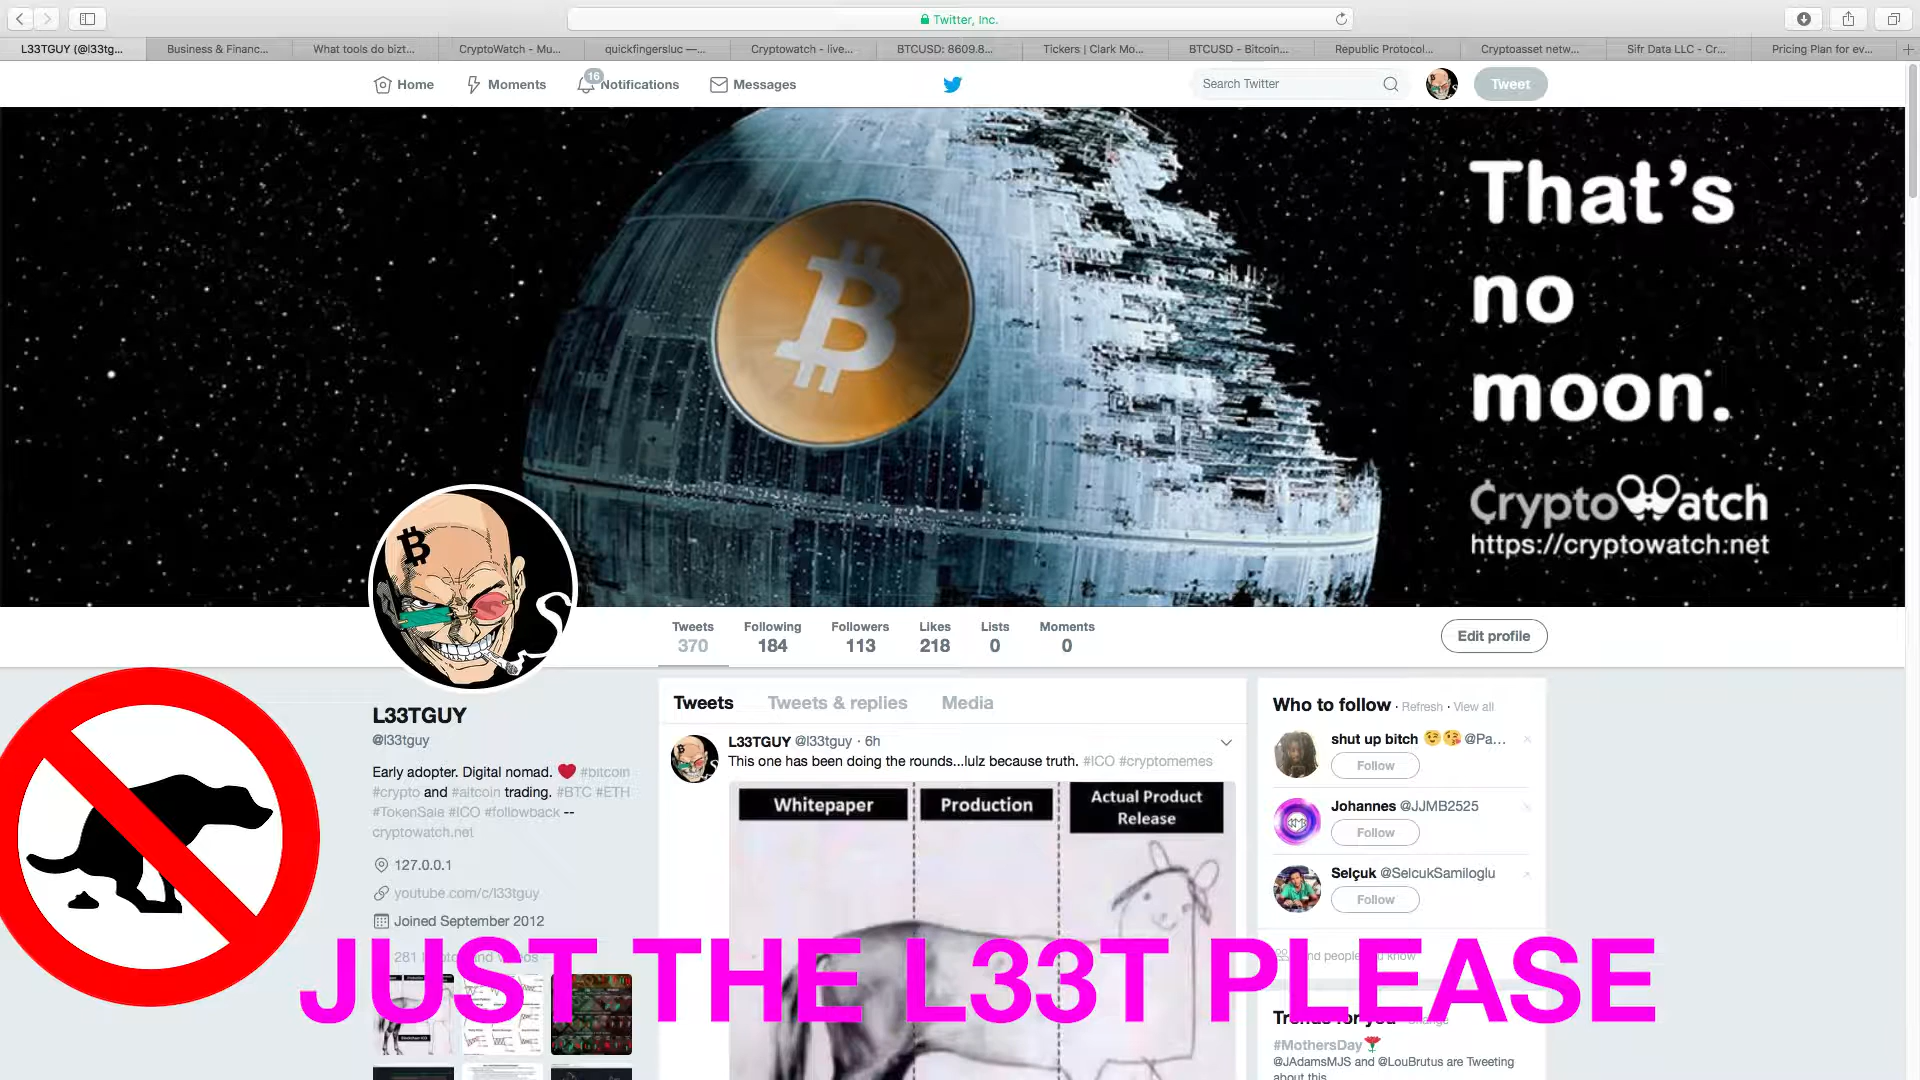 Twitter, Inc.
L33TGUY (@l33tg...
Business & Financ...
What tools do bizt...
CryptoWatch - Mu...
quickfingersluc —...
Cryptowatch - live...
BTCUSD: 8609.8...
Tickers | Clark Mo...
BTCUSD - Bitcoin...
Republic Protocol...
Cryptoasset netw...
Sifr Data LLC - Cr...
Pricing Plan for ev...
Home
Moments
16
Notifications
Messages
Search Twitter
Tweet
That's
no
moon.
CryptoWatch
https://cryptowatch.net
Tweets
370
Following
184
Followers
113
Likes
218
Lists
0
Moments
0
Edit profile
L33TGUY
@l33tguy
Early adopter. Digital nomad. ❤️ #bitcoin
#crypto and #altcoin trading. #BTC #ETH
#TokenSale #ICO #followback --
cryptowatch.net
127.0.0.1
youtube.com/c/l33tguy
Joined September 2012
Tweets
Tweets & replies
Media
L33TGUY @l33tguy · 6h
This one has been doing the rounds...lulz because truth. #ICO #cryptomemes
Whitepaper
Production
Actual Product
Release
Who to follow · Refresh · View all
shut up bitch 😉😘 @Pa...
Follow
Johannes @JJMB2525
Follow
Selçuk @SelcukSamiloglu
Follow
JUST THE L33T PLEASE
Trends for you · Change
#MothersDay🌹
@JAdamsMJS and @LouBrutus are Tweeting
about this